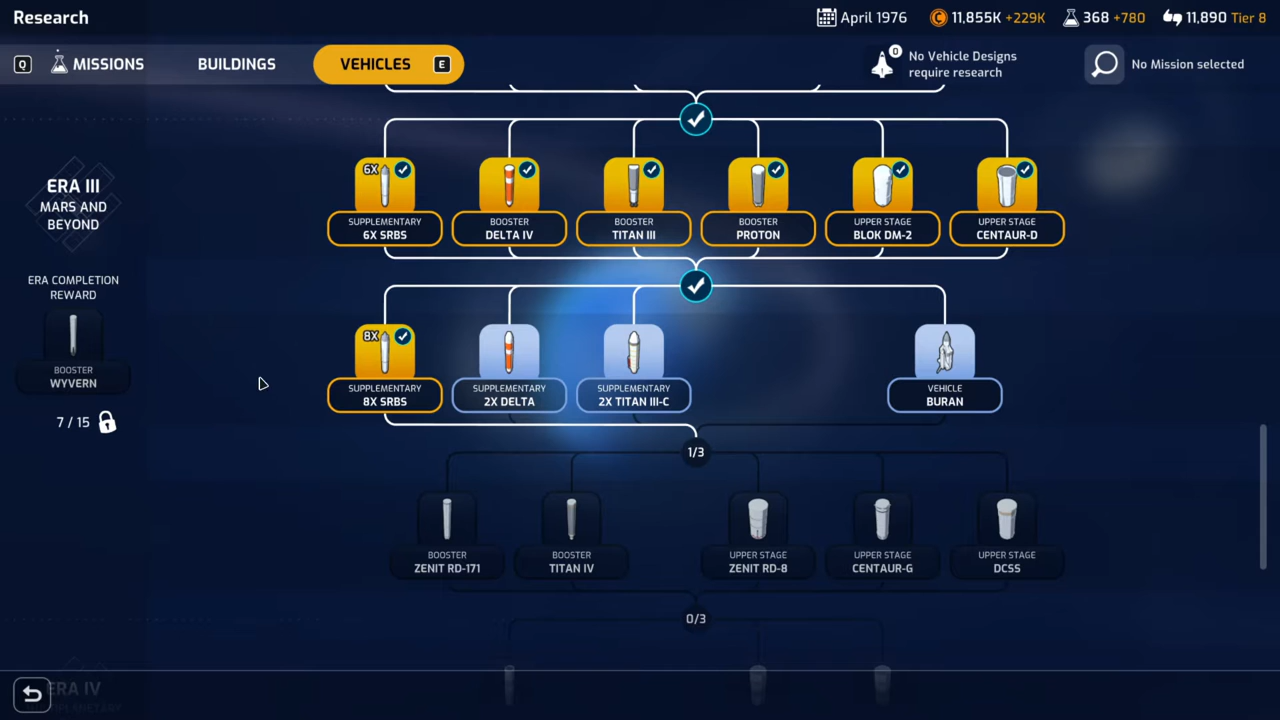 Research
April 1976
11,855K +229K
368 +780
11,890 Tier 8
Q
MISSIONS
BUILDINGS
VEHICLES
E
0
No Vehicle Designs
require research
No Mission selected
ERA III
MARS AND
BEYOND
ERA COMPLETION
REWARD
BOOSTER
WYVERN
7 / 15
6X
SUPPLEMENTARY
6X SRBS
BOOSTER
DELTA IV
BOOSTER
TITAN III
BOOSTER
PROTON
UPPER STAGE
BLOK DM-2
UPPER STAGE
CENTAUR-D
8X
SUPPLEMENTARY
8X SRBS
SUPPLEMENTARY
2X DELTA
SUPPLEMENTARY
2X TITAN III-C
VEHICLE
BURAN
1/3
BOOSTER
ZENIT RD-171
BOOSTER
TITAN IV
UPPER STAGE
ZENIT RD-8
UPPER STAGE
CENTAUR-G
UPPER STAGE
DCSS
0/3
ERA IV